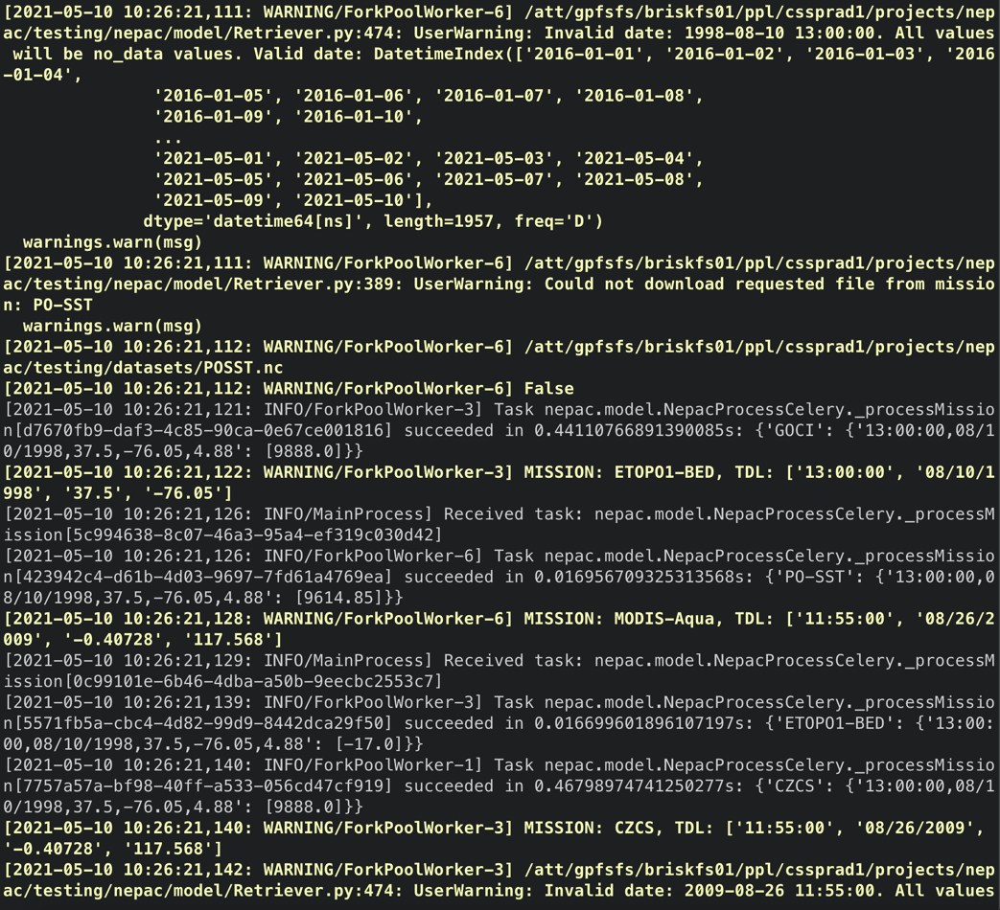 [2021-05-10 10:26:21,111: WARNING/ForkPoolWorker-6] /att/gpfsfs/briskfs01/ppl/cssprad1/projects/nep
ac/testing/nepac/model/Retriever.py:474: UserWarning: Invalid date: 1998-08-10 13:00:00. All values
 will be no_data values. Valid date: DatetimeIndex(['2016-01-01', '2016-01-02', '2016-01-03', '2016
-01-04',
               '2016-01-05', '2016-01-06', '2016-01-07', '2016-01-08',
               '2016-01-09', '2016-01-10',
               ...
               '2021-05-01', '2021-05-02', '2021-05-03', '2021-05-04',
               '2021-05-05', '2021-05-06', '2021-05-07', '2021-05-08',
               '2021-05-09', '2021-05-10'],
              dtype='datetime64[ns]', length=1957, freq='D')
  warnings.warn(msg)
[2021-05-10 10:26:21,111: WARNING/ForkPoolWorker-6] /att/gpfsfs/briskfs01/ppl/cssprad1/projects/nep
ac/testing/nepac/model/Retriever.py:389: UserWarning: Could not download requested file from missio
n: PO-SST
  warnings.warn(msg)
[2021-05-10 10:26:21,112: WARNING/ForkPoolWorker-6] /att/gpfsfs/briskfs01/ppl/cssprad1/projects/nep
ac/testing/datasets/POSST.nc
[2021-05-10 10:26:21,112: WARNING/ForkPoolWorker-6] False
[2021-05-10 10:26:21,121: INFO/ForkPoolWorker-3] Task nepac.model.NepacProcessCelery._processMissio
n[d7670fb9-daf3-4c85-90ca-0e67ce001816] succeeded in 0.44110766891390085s: {'GOCI': {'13:00:00,08/1
0/1998,37.5,-76.05,4.88': [9888.0]}}
[2021-05-10 10:26:21,122: WARNING/ForkPoolWorker-3] MISSION: ETOPO1-BED, TDL: ['13:00:00', '08/10/1
998', '37.5', '-76.05']
[2021-05-10 10:26:21,126: INFO/MainProcess] Received task: nepac.model.NepacProcessCelery._processM
ission[5c994638-8c07-46a3-95a4-ef319c030d42]
[2021-05-10 10:26:21,126: INFO/ForkPoolWorker-6] Task nepac.model.NepacProcessCelery._processMissio
n[423942c4-d61b-4d03-9697-7fd61a4769ea] succeeded in 0.016956709325313568s: {'PO-SST': {'13:00:00,0
8/10/1998,37.5,-76.05,4.88': [9614.85]}}
[2021-05-10 10:26:21,128: WARNING/ForkPoolWorker-6] MISSION: MODIS-Aqua, TDL: ['11:55:00', '08/26/2
009', '-0.40728', '117.568']
[2021-05-10 10:26:21,129: INFO/MainProcess] Received task: nepac.model.NepacProcessCelery._processM
ission[0c99101e-6b46-4dba-a50b-9eecbc2553c7]
[2021-05-10 10:26:21,139: INFO/ForkPoolWorker-3] Task nepac.model.NepacProcessCelery._processMissio
n[5571fb5a-cbc4-4d82-99d9-8442dca29f50] succeeded in 0.016699601896107197s: {'ETOPO1-BED': {'13:00:
00,08/10/1998,37.5,-76.05,4.88': [-17.0]}}
[2021-05-10 10:26:21,140: INFO/ForkPoolWorker-1] Task nepac.model.NepacProcessCelery._processMissio
n[7757a57a-bf98-40ff-a533-056cd47cf919] succeeded in 0.46798974741250277s: {'CZCS': {'13:00:00,08/1
0/1998,37.5,-76.05,4.88': [9888.0]}}
[2021-05-10 10:26:21,140: WARNING/ForkPoolWorker-3] MISSION: CZCS, TDL: ['11:55:00', '08/26/2009',
'-0.40728', '117.568']
[2021-05-10 10:26:21,142: WARNING/ForkPoolWorker-3] /att/gpfsfs/briskfs01/ppl/cssprad1/projects/nep
ac/testing/nepac/model/Retriever.py:474: UserWarning: Invalid date: 2009-08-26 11:55:00. All values